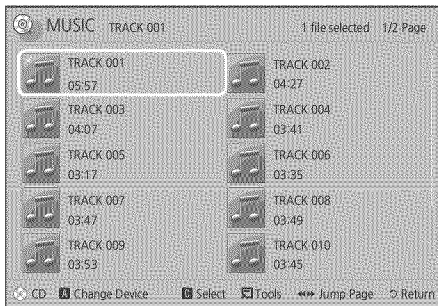 MUSIC TRACK 001 1 file selected 1/2 Page
TRACK 001 TRACK 002
05:57 04:27
TRACK 003 TRACK 004
04:07 03:41
TRACK 005 TRACK 006
03:17 03:35
TRACK 007 TRACK 008
03:47 03:49
TRACK 009 TRACK 010
03:53 03:45
CD A Change Device C Select Tools Jump Page Return